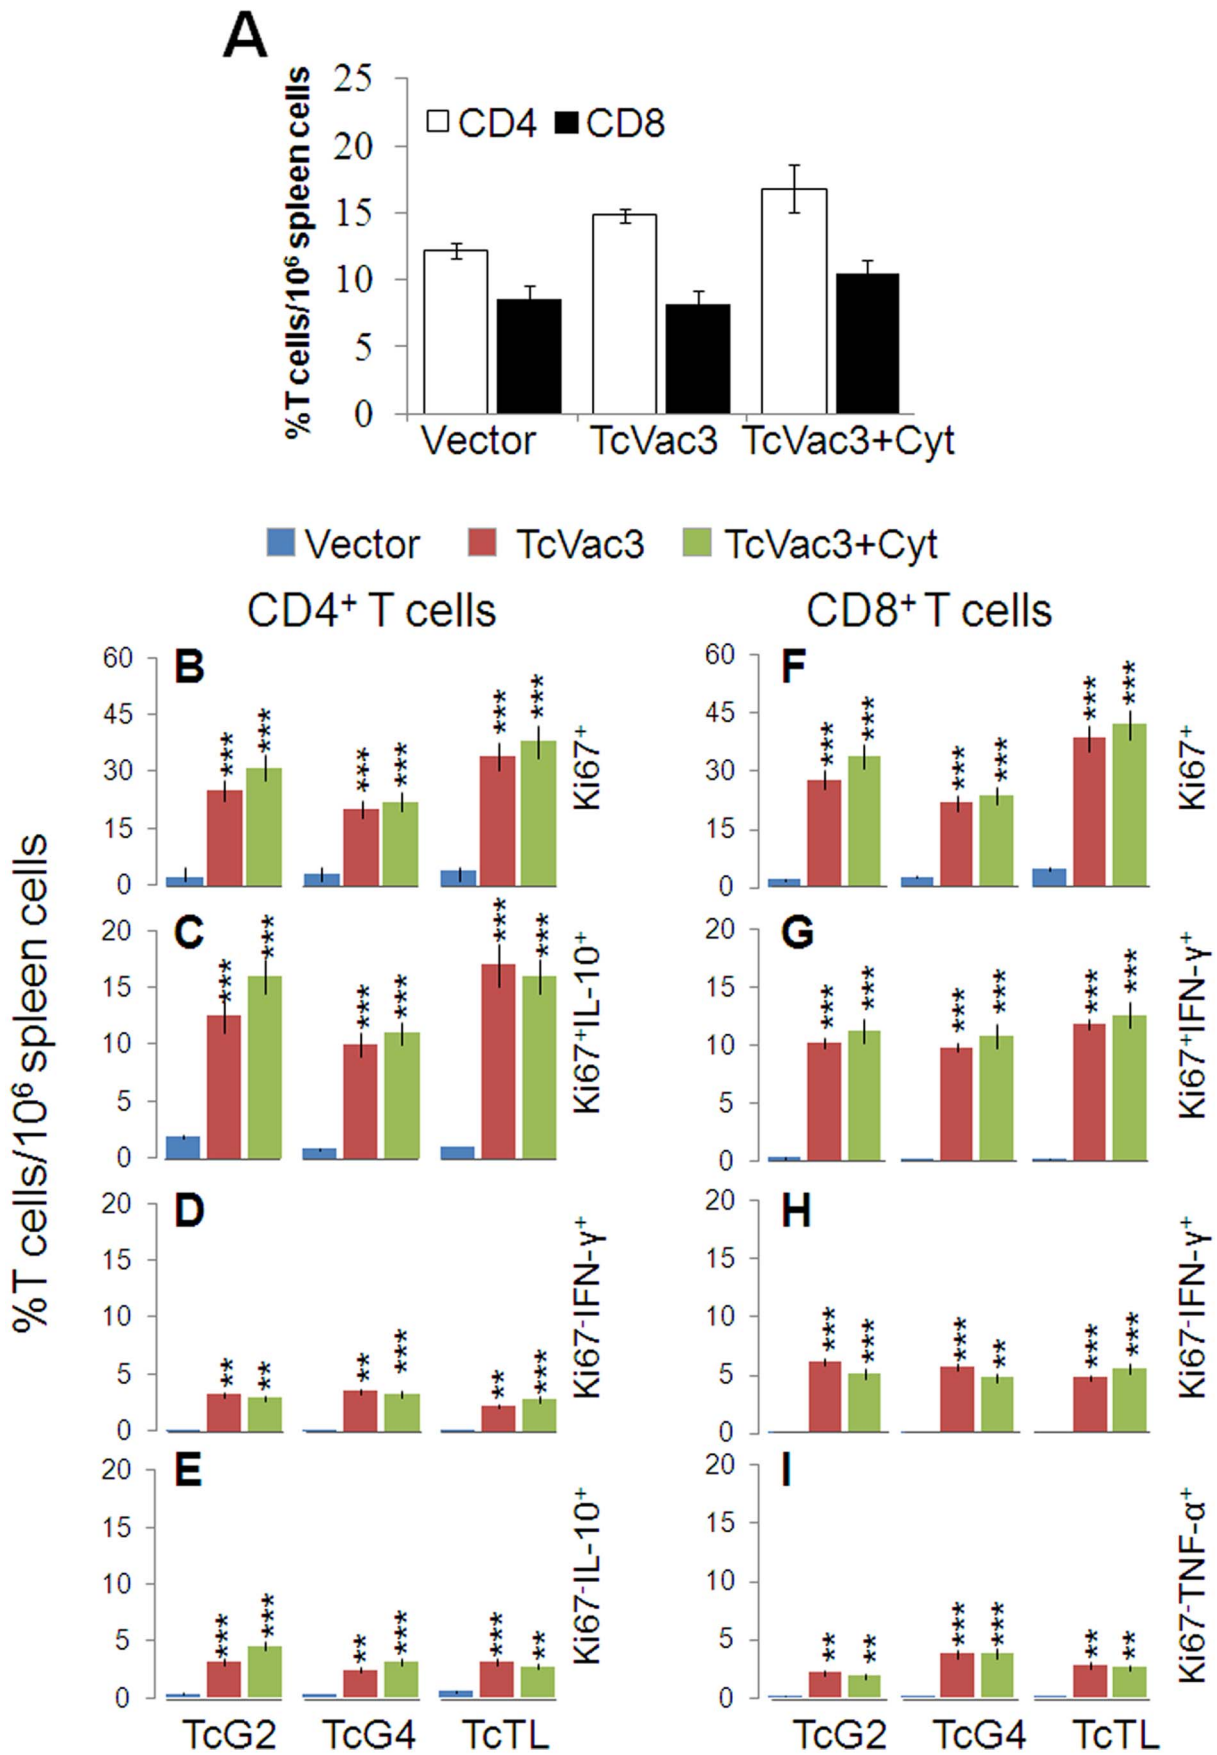 A
%T cells/10⁶ spleen cells
25
20
15
10
5
0
CD4 CD8
Vector TcVac3 TcVac3+Cyt
Vector TcVac3 TcVac3+Cyt
CD4⁺ T cells CD8⁺ T cells
%T cells/10⁶ spleen cells
B
60
45
30
15
0
*** *** *** *** *** ***
Ki67⁺
F
60
45
30
15
0
*** *** *** *** *** ***
Ki67⁺
C
20
15
10
5
0
*** *** *** *** *** ***
Ki67⁺IL-10⁺
G
20
15
10
5
0
*** *** *** *** *** ***
Ki67⁺IFN-γ⁺
D
20
15
10
5
0
** ** ** *** ** ***
Ki67⁻IFN-γ⁺
H
20
15
10
5
0
*** *** *** ** *** ***
Ki67⁻IFN-γ⁺
E
20
15
10
5
0
*** *** ** *** *** **
Ki67⁻IL-10⁺
I
20
15
10
5
0
** ** *** *** ** **
Ki67⁻TNF-α⁺
TcG2 TcG4 TcTL TcG2 TcG4 TcTL